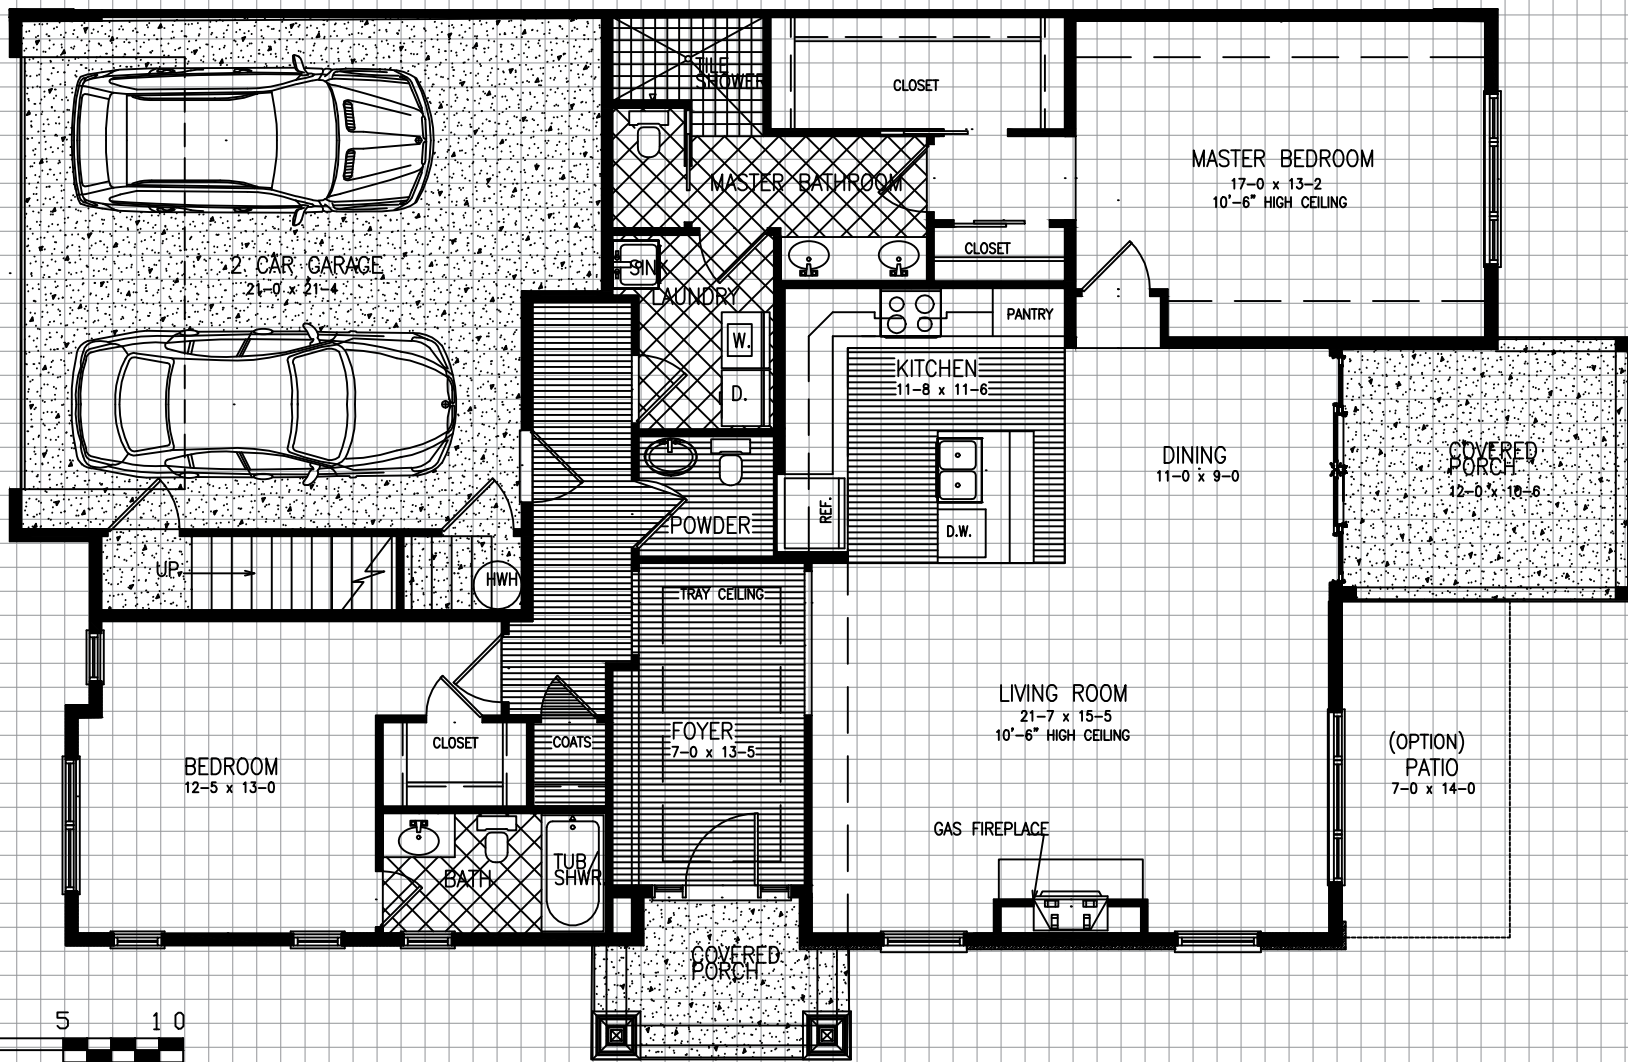 TILE
SHOWER
CLOSET
MASTER BEDROOM
17-0 x 13-2
10'-6" HIGH CEILING
MASTER BATHROOM
CLOSET
2 CAR GARAGE
21-0 x 21-4
SINK
LAUNDRY
W.
D.
PANTRY
KITCHEN
11-8 x 11-6
DINING
11-0 x 9-0
COVERED
PORCH
12-0 x 10-6
REF.
D.W.
POWDER
UP
HWH
TRAY CEILING
LIVING ROOM
21-7 x 15-5
10'-6" HIGH CEILING
FOYER
7-0 x 13-5
CLOSET
COATS
BEDROOM
12-5 x 13-0
(OPTION)
PATIO
7-0 x 14-0
GAS FIREPLACE
BATH
TUB/
SHWR.
COVERED
PORCH
5 10